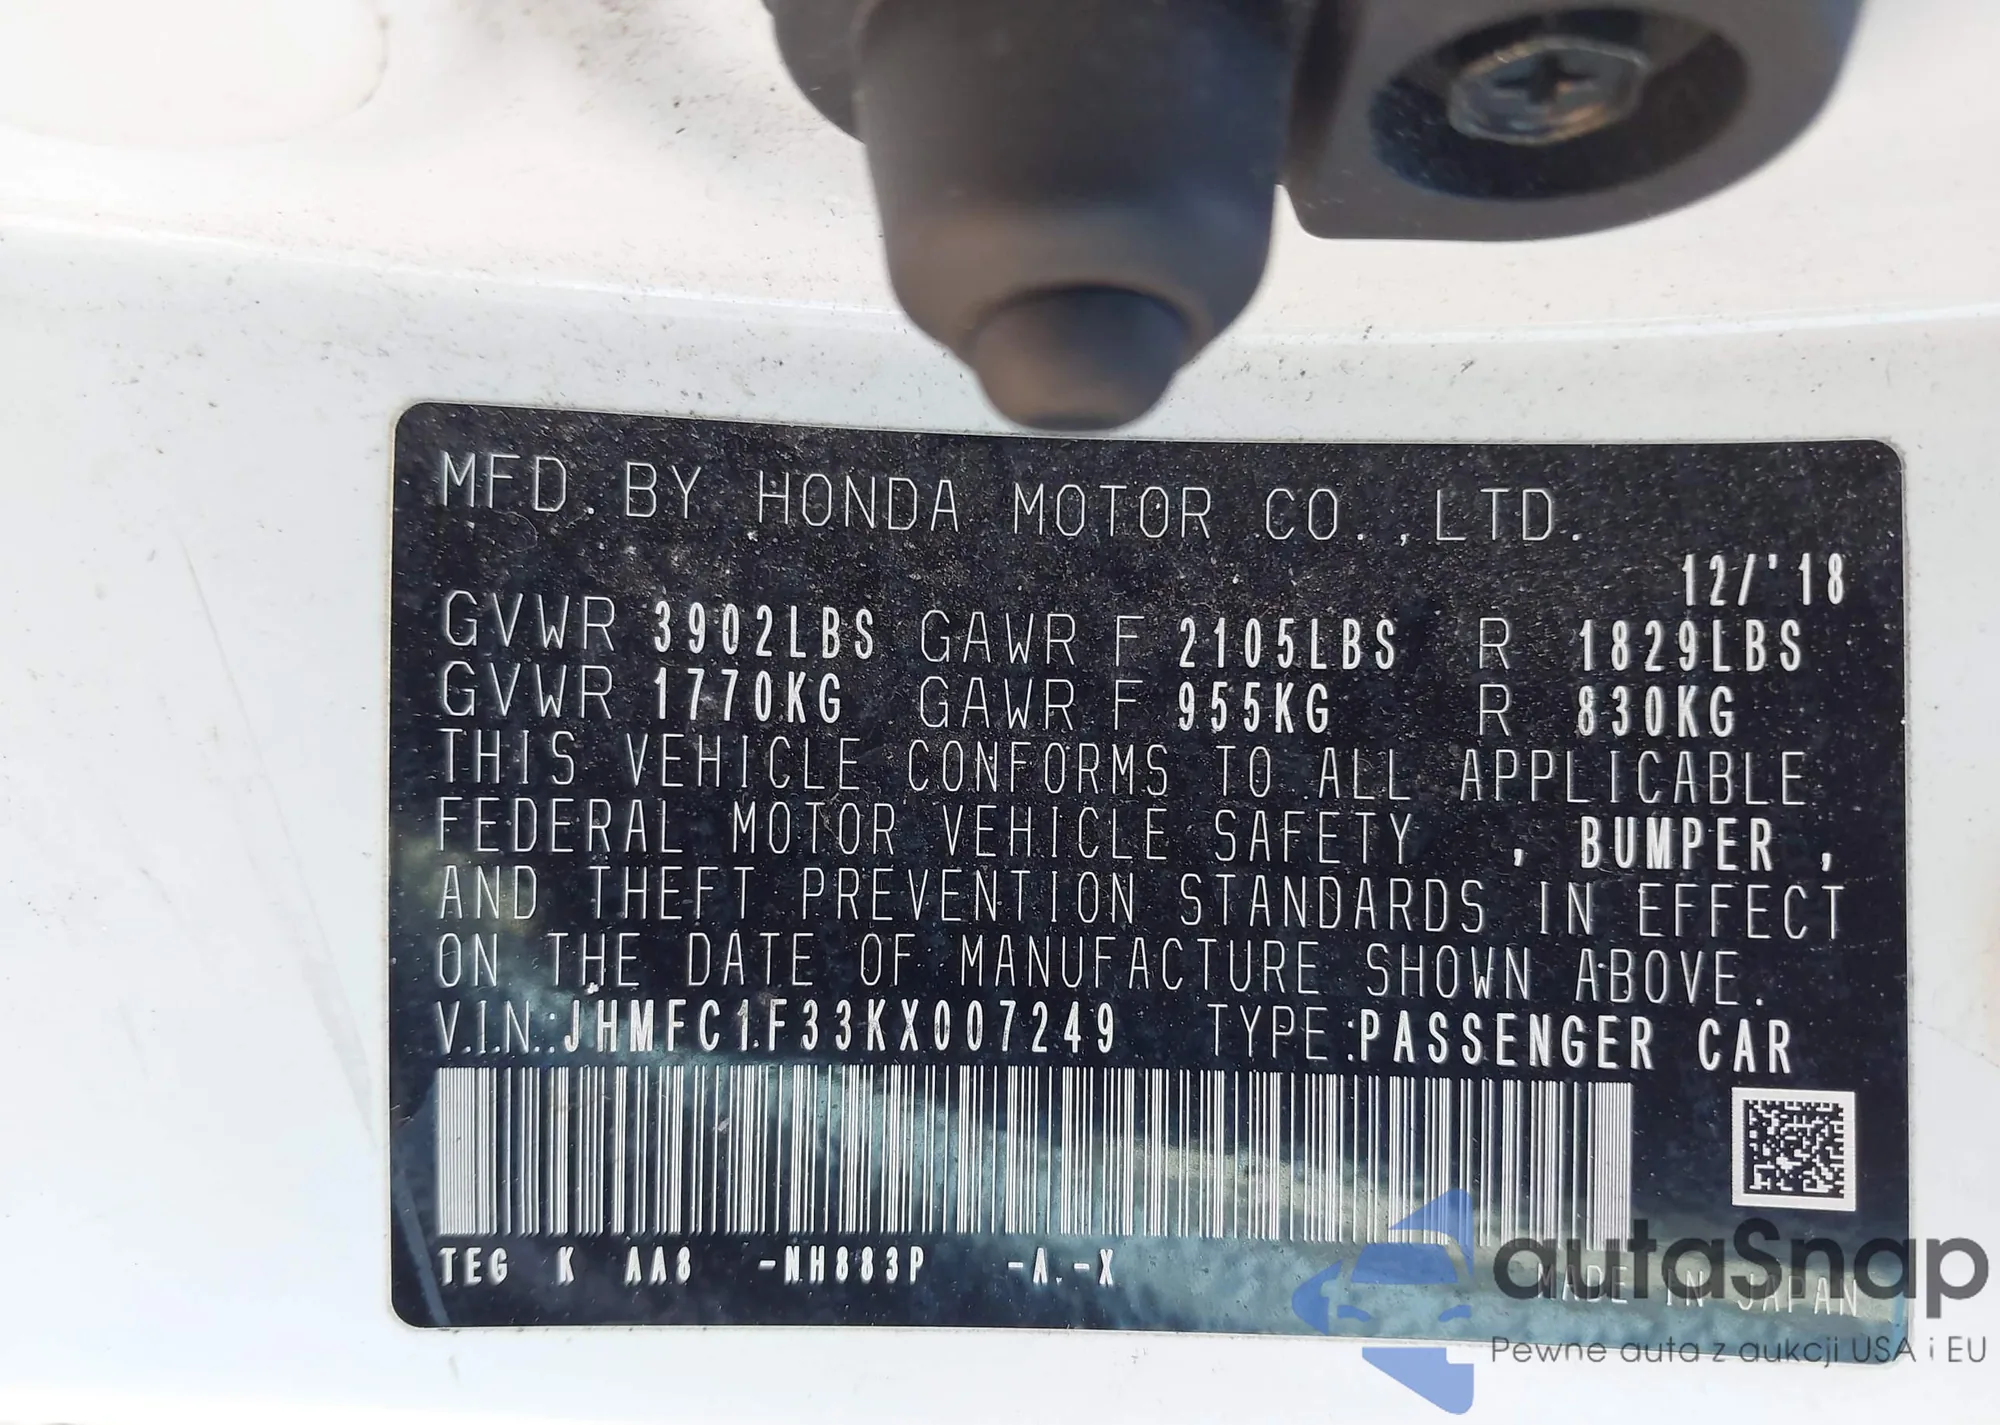 MFD. BY HONDA MOTOR CO.,LTD.
12/'18
GVWR 3902LBS GAWR F 2105LBS R 1829LBS
GVWR 1770KG GAWR F 955KG R 830KG
THIS VEHICLE CONFORMS TO ALL APPLICABLE
FEDERAL MOTOR VEHICLE SAFETY , BUMPER ,
AND THEFT PREVENTION STANDARDS IN EFFECT
ON THE DATE OF MANUFACTURE SHOWN ABOVE.
V.I.N.:JHMFC1F33KX007249 TYPE:PASSENGER CAR
TEG K AA8 -NH883P -A -X
MADE IN JAPAN
autaSnap
Pewne auta z aukcji USA i EU